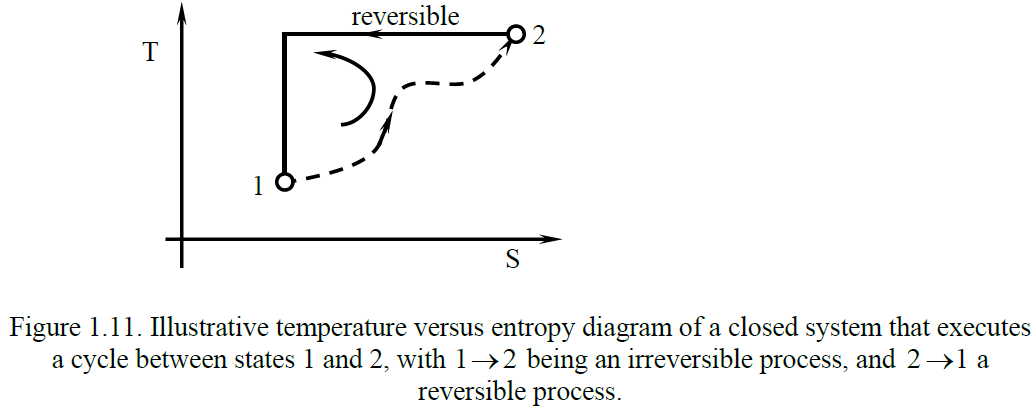 reversible
T
2
1
S
Figure 1.11. Illustrative temperature versus entropy diagram of a closed system that executes
a cycle between states 1 and 2, with 1→2 being an irreversible process, and 2→1 a
reversible process.